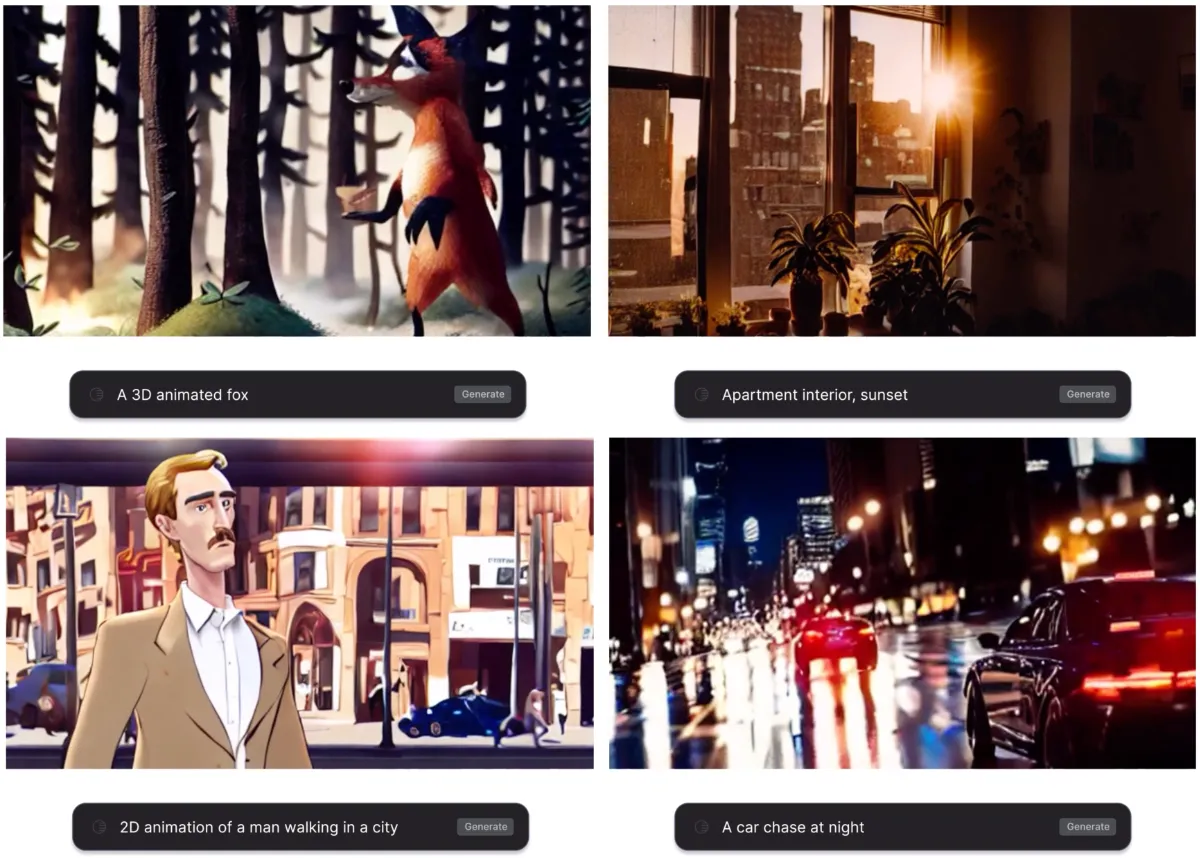 A 3D animated fox
Generate
Apartment interior, sunset
Generate
2D animation of a man walking in a city
Generate
A car chase at night
Generate